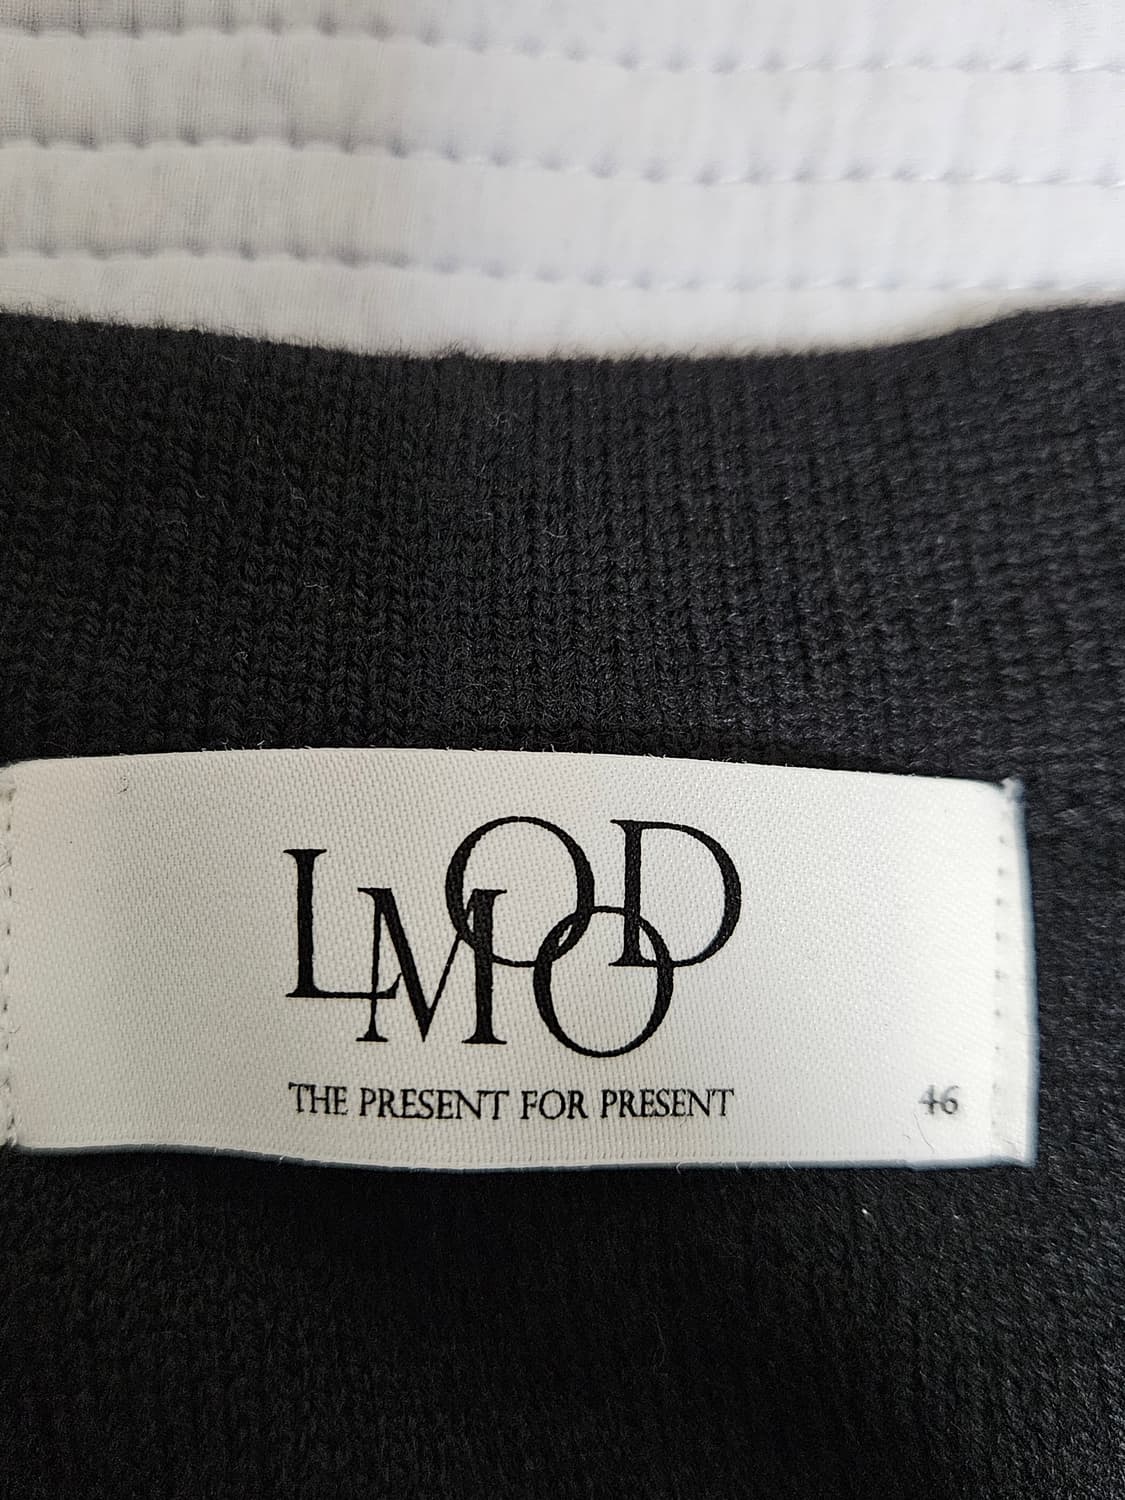 LMOOD
THE PRESENT FOR PRESENT
46